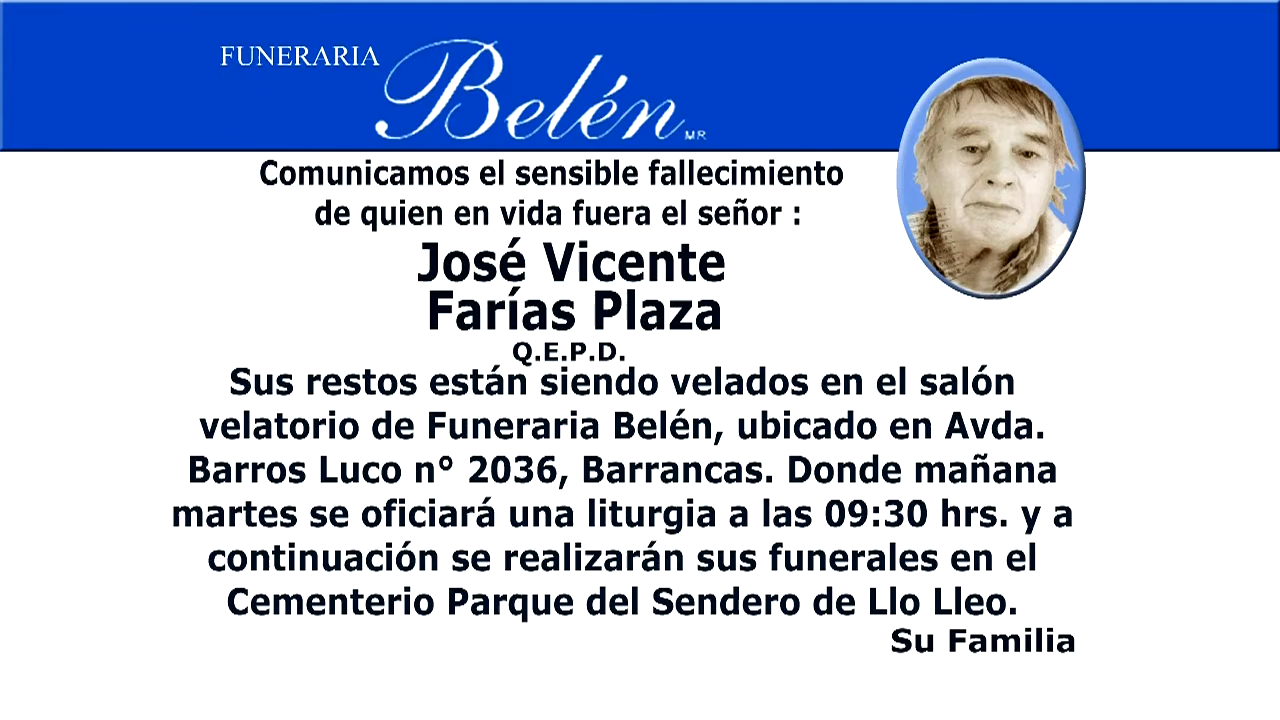 FUNERARIA
Belén MR
Comunicamos el sensible fallecimiento
de quien en vida fuera el señor :
José Vicente
Farías Plaza
Q.E.P.D.
Sus restos están siendo velados en el salón
velatorio de Funeraria Belén, ubicado en Avda.
Barros Luco n° 2036, Barrancas. Donde mañana
martes se oficiará una liturgia a las 09:30 hrs. y a
continuación se realizarán sus funerales en el
Cementerio Parque del Sendero de Llo Lleo.
Su Familia